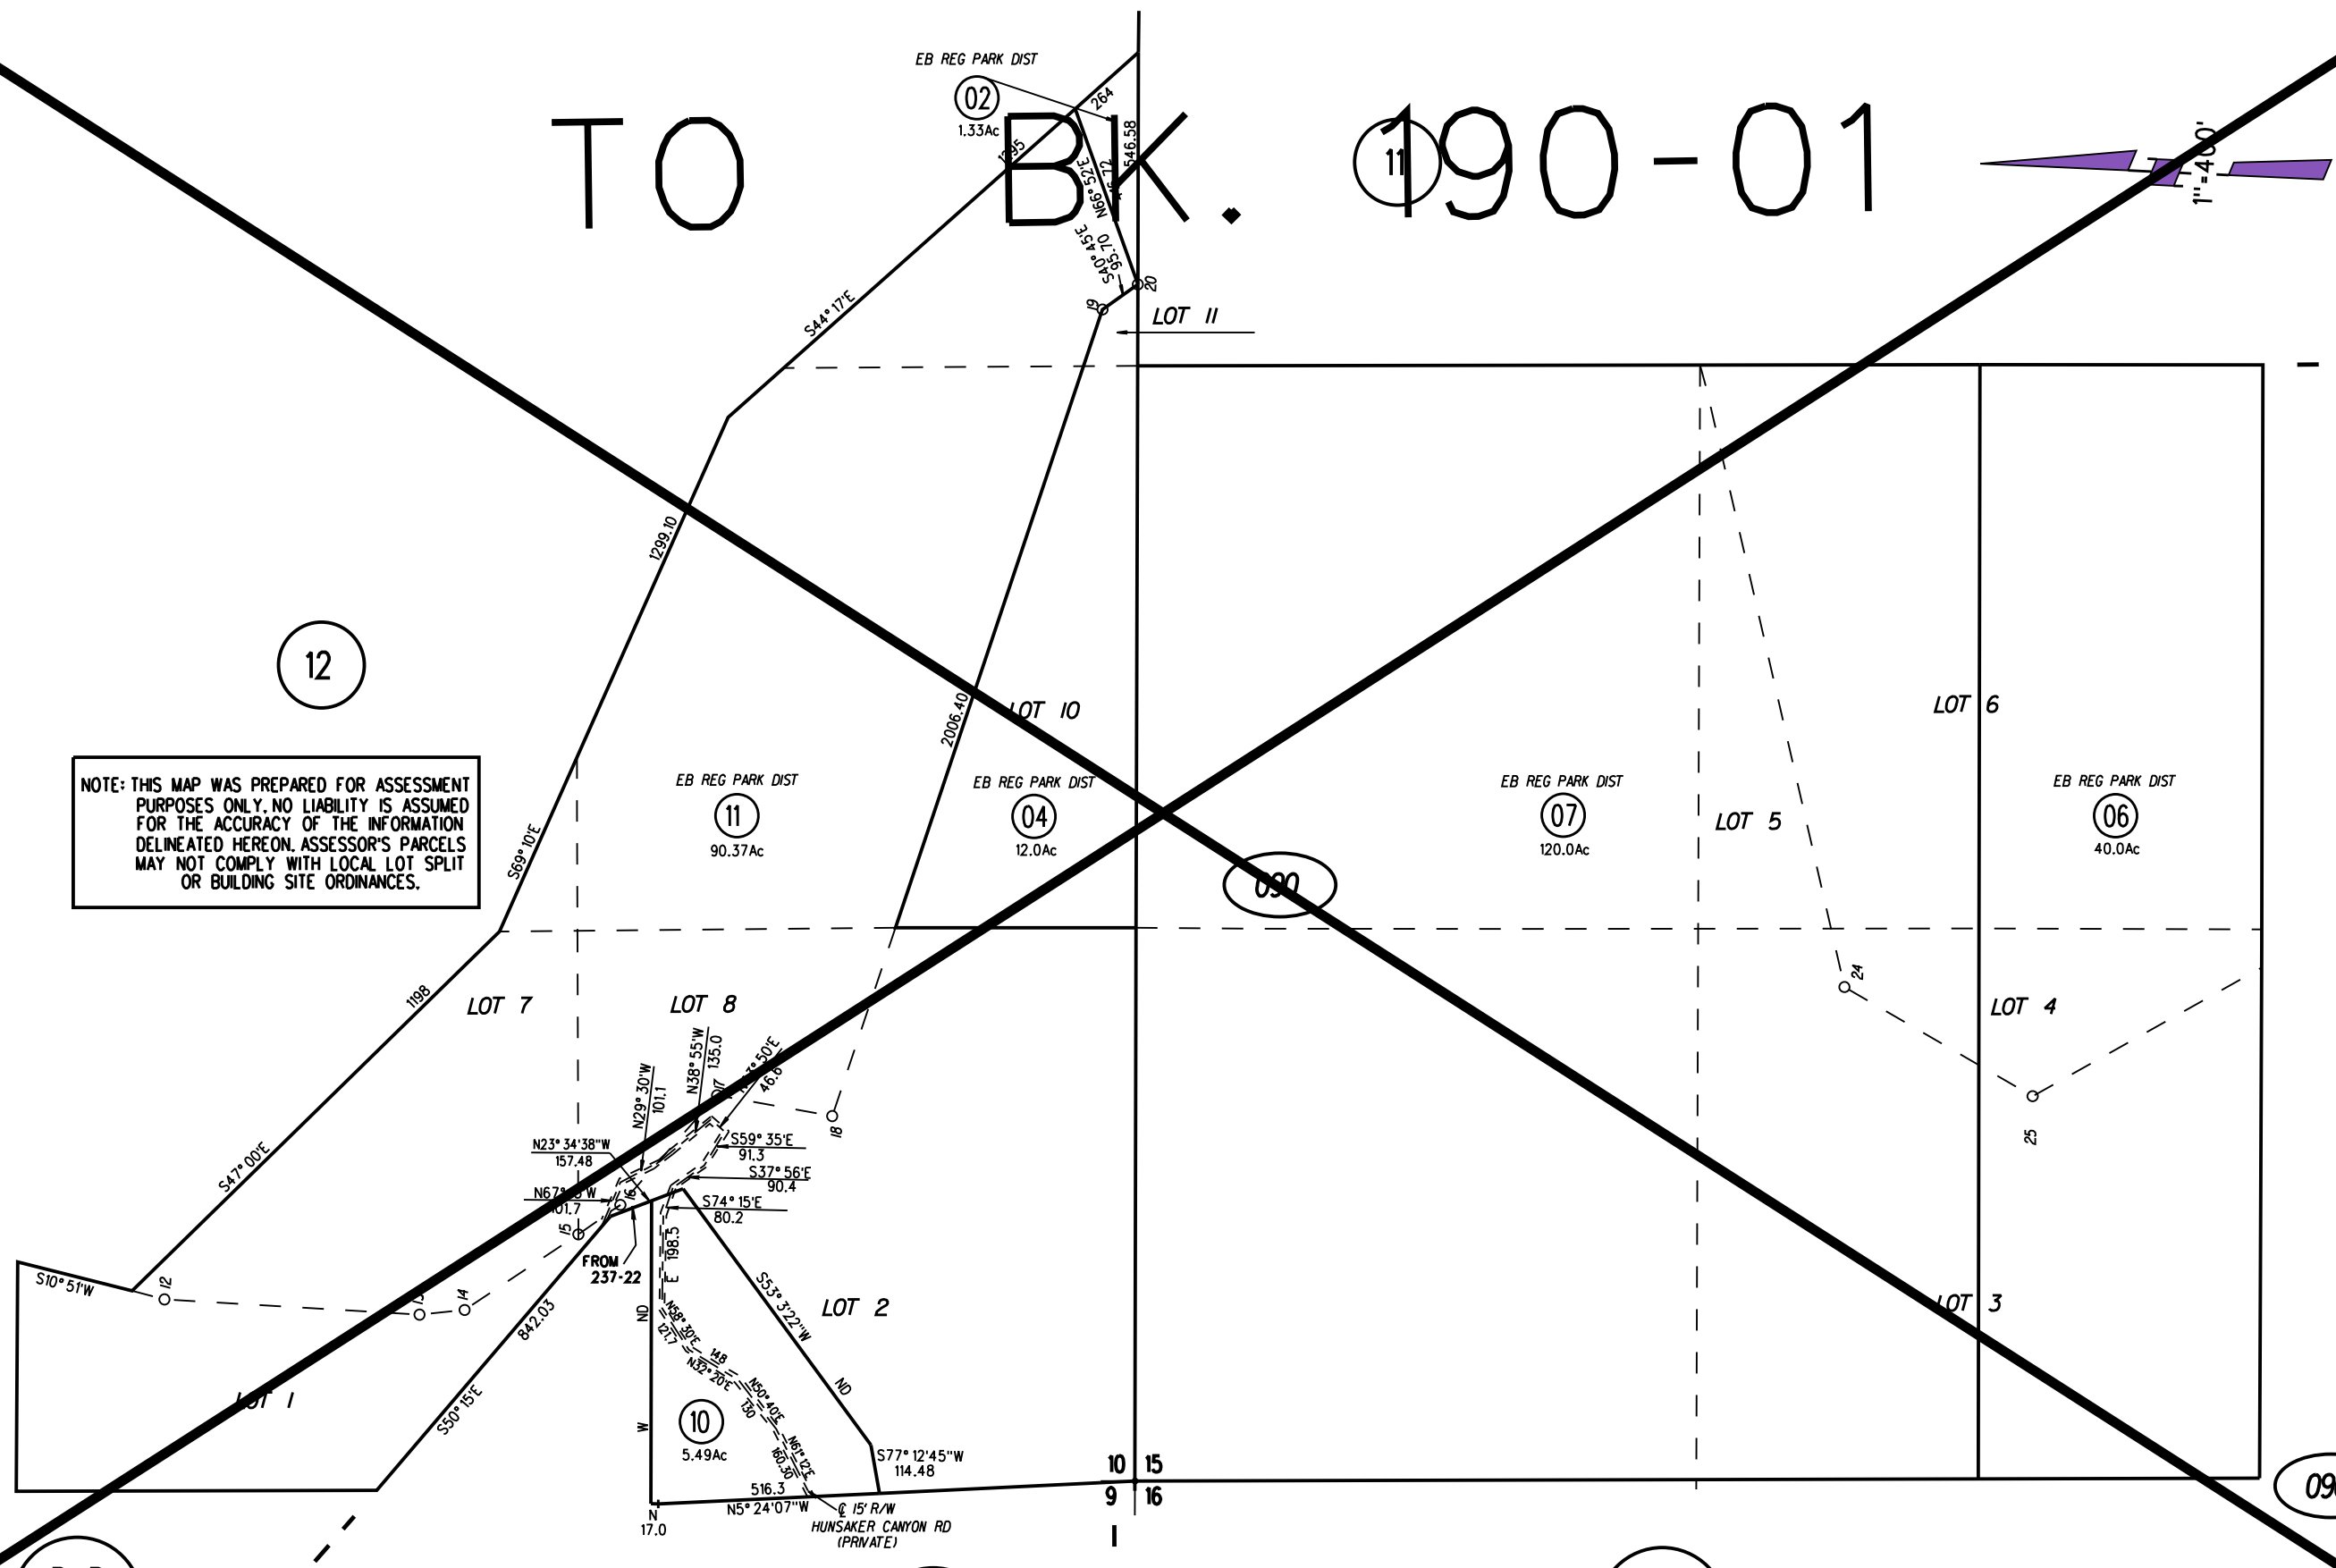 EB REG PARK DIST
02
1.33Ac
TO BK. 190-01
11
1"=400'
264
1295
546.58
N66°52'E
S40°45'E
95.70
20
19
S44°17'E
LOT 11
1299.10
12
2006.40
LOT 10
LOT 6
NOTE: THIS MAP WAS PREPARED FOR ASSESSMENT
PURPOSES ONLY. NO LIABILITY IS ASSUMED
FOR THE ACCURACY OF THE INFORMATION
DELINEATED HEREON. ASSESSOR'S PARCELS
MAY NOT COMPLY WITH LOCAL LOT SPLIT
OR BUILDING SITE ORDINANCES.
S69°10'E
EB REG PARK DIST
11
90.37Ac
EB REG PARK DIST
04
12.0Ac
EB REG PARK DIST
07
120.0Ac
LOT 5
EB REG PARK DIST
06
40.0Ac
090
1198
LOT 7
LOT 8
24
LOT 4
N38°55'W
135.0
N29°30'W
101.1
46.6
17
18
25
N23°34'38"W
157.48
S59°35'E
91.3
S37°56'E
90.4
S74°15'E
80.2
16
15
S47°00'E
FROM
237-22
S10°51'W
12
13
14
842.03
198.5
E
ND
N58°30'E
121.7
S53°3'22"W
ND
LOT 2
LOT 3
148
N32°20'E
LOT 1
S50°15'E
N50°40'E
130
W
10
5.49Ac
N61°12'E
160.30
S77°12'45"W
114.48
10 15
9 16
516.3
N5°24'07"W
N
17.0
℄ 15' R/W
HUNSAKER CANYON RD
(PRIVATE)